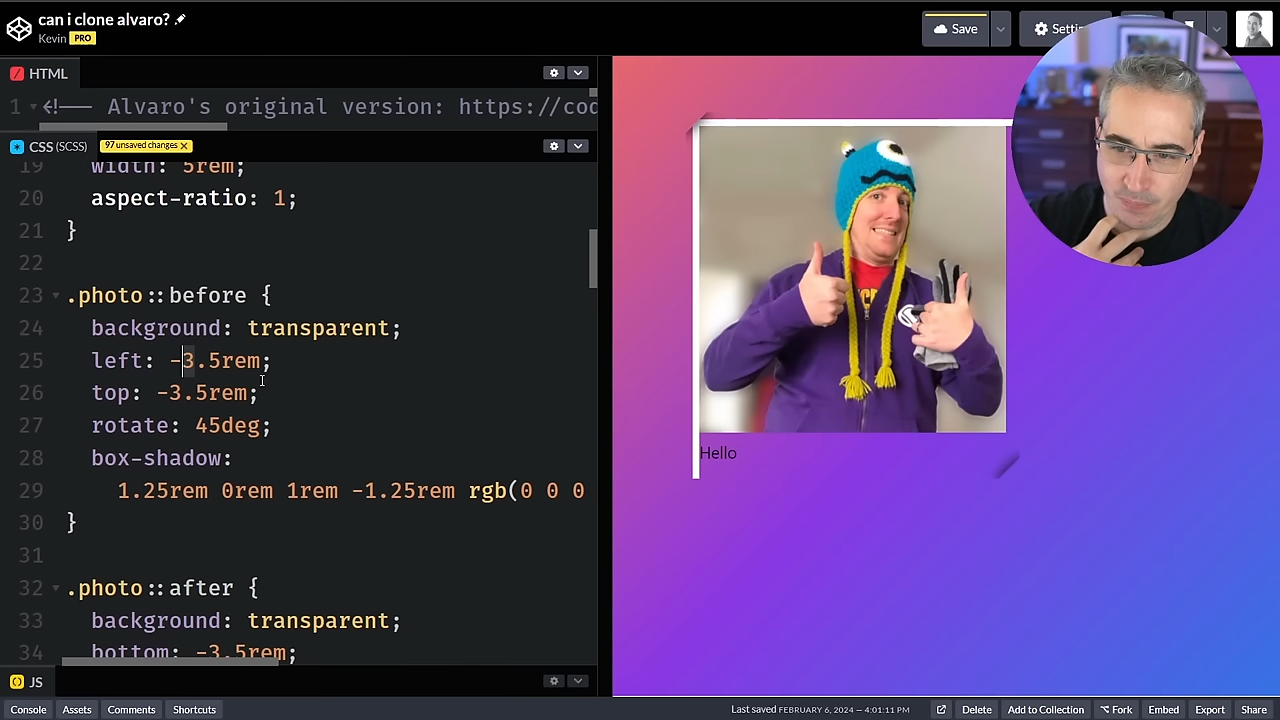 can i clone alvaro?
Kevin PRO
Save
HTML
1 <!-- Alvaro's original version: https://cod
CSS (SCSS) 97 unsaved changes ×
19 width: 5rem;
20 aspect-ratio: 1;
21 }
22
23 .photo::before {
24 background: transparent;
25 left: -3.5rem;
26 top: -3.5rem;
27 rotate: 45deg;
28 box-shadow:
29 1.25rem 0rem 1rem -1.25rem rgb(0 0 0
30 }
31
32 .photo::after {
33 background: transparent;
34 bottom: -3.5rem;
JS
Hello
Console Assets Comments Shortcuts Last saved FEBRUARY 6, 2024 — 4:01:11 PM Delete Add to Collection Fork Embed Export Share